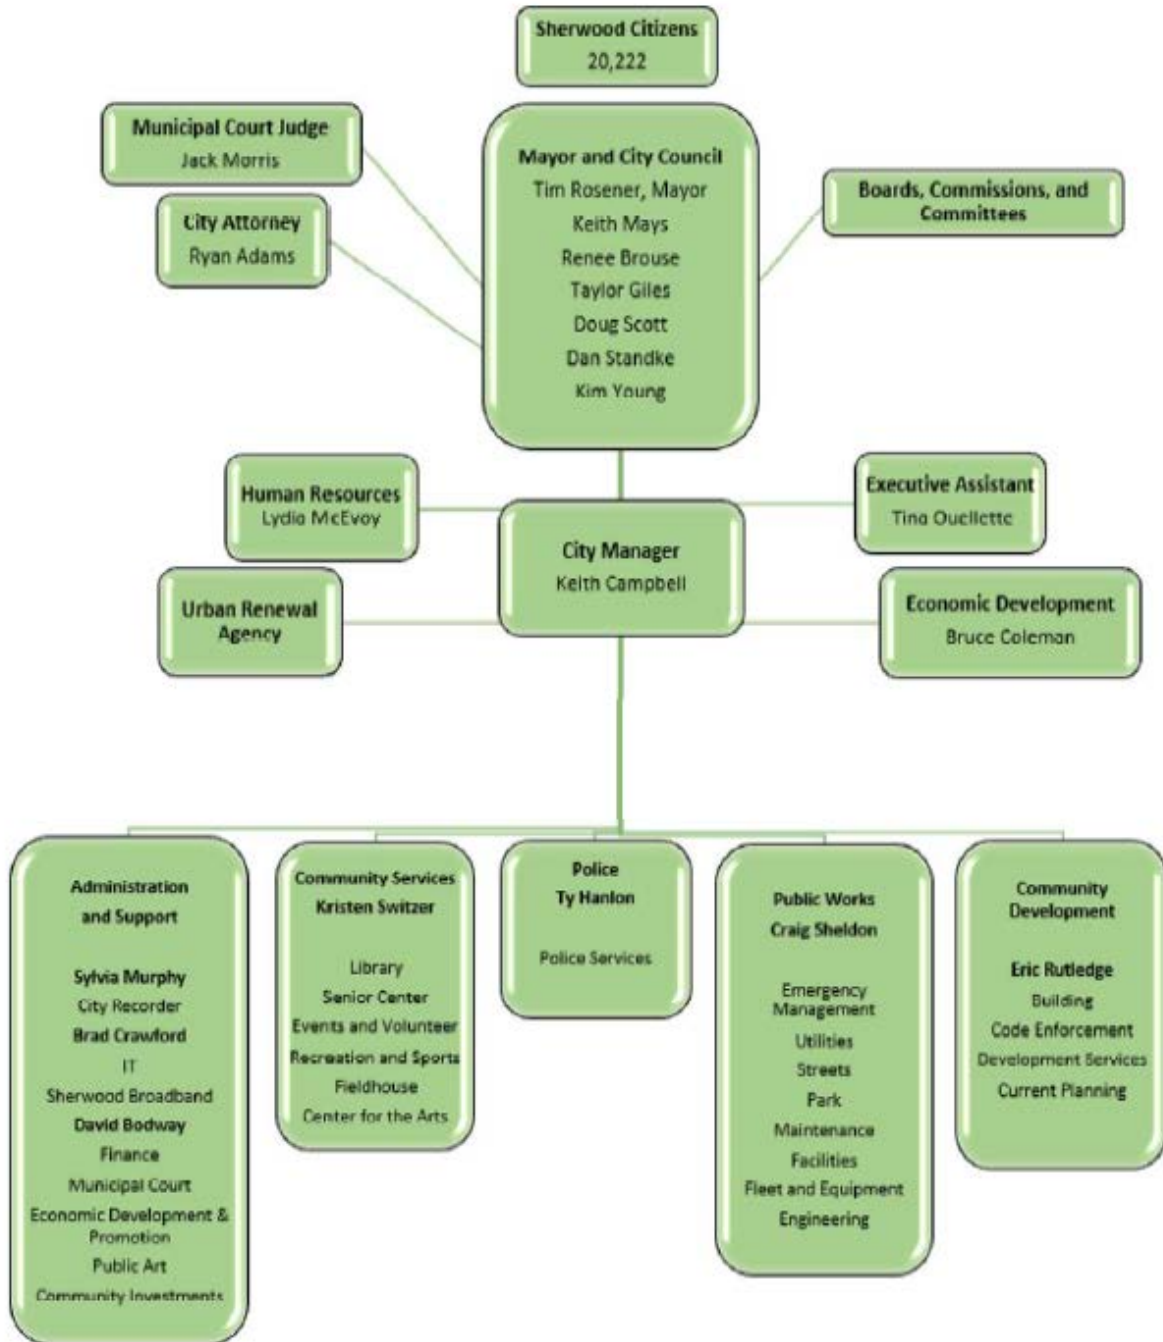 Sherwood Citizens
20,222
Municipal Court Judge
Jack Morris
City Attorney
Ryan Adams
Mayor and City Council
Tim Rosener, Mayor
Keith Mays
Renee Brouse
Taylor Giles
Doug Scott
Dan Standke
Kim Young
Boards, Commissions, and
Committees
Human Resources
Lydia McEvoy
Executive Assistant
Tina Ouellette
City Manager
Keith Campbell
Urban Renewal
Agency
Economic Development
Bruce Coleman
Administration
and Support
Sylvia Murphy
City Recorder
Brad Crawford
IT
Sherwood Broadband
David Bodway
Finance
Municipal Court
Economic Development &
Promotion
Public Art
Community Investments
Community Services
Kristen Switzer
Library
Senior Center
Events and Volunteer
Recreation and Sports
Fieldhouse
Center for the Arts
Police
Ty Hanlon
Police Services
Public Works
Craig Sheldon
Emergency
Management
Utilities
Streets
Park
Maintenance
Facilities
Fleet and Equipment
Engineering
Community
Development
Eric Rutledge
Building
Code Enforcement
Development Services
Current Planning